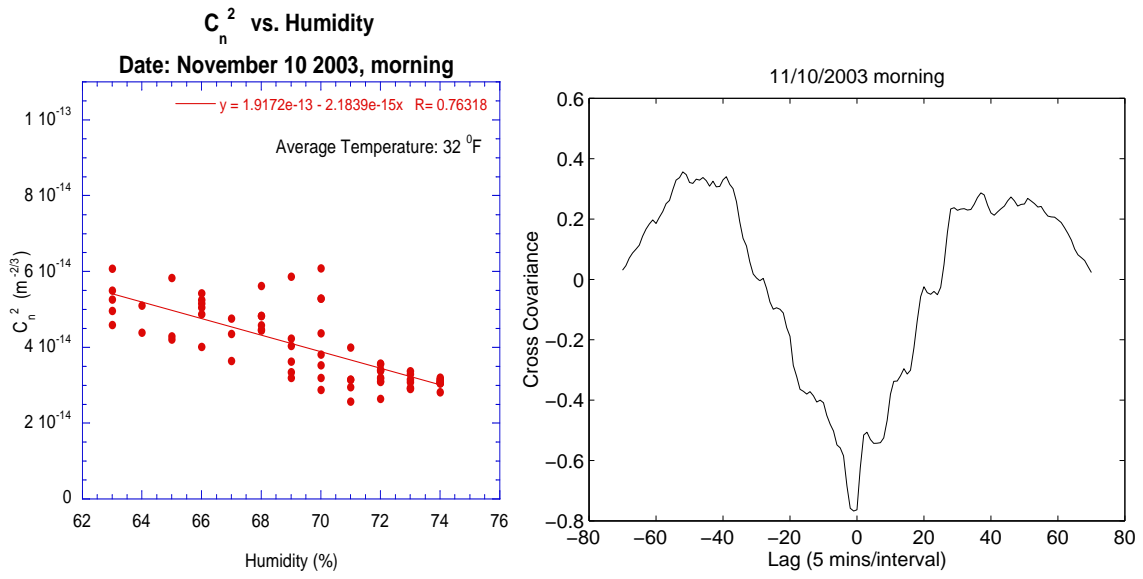 C_n^2 vs. Humidity
Date: November 10 2003, morning
y = 1.9172e-13 - 2.1839e-15x R= 0.76318
Average Temperature: 32 ^0F
1 10^-13
8 10^-14
6 10^-14
4 10^-14
2 10^-14
0
C_n^2 (m^-2/3)
62 64 66 68 70 72 74 76
Humidity (%)
11/10/2003 morning
0.6
0.4
0.2
0
−0.2
−0.4
−0.6
−0.8
Cross Covariance
−80 −60 −40 −20 0 20 40 60 80
Lag (5 mins/interval)